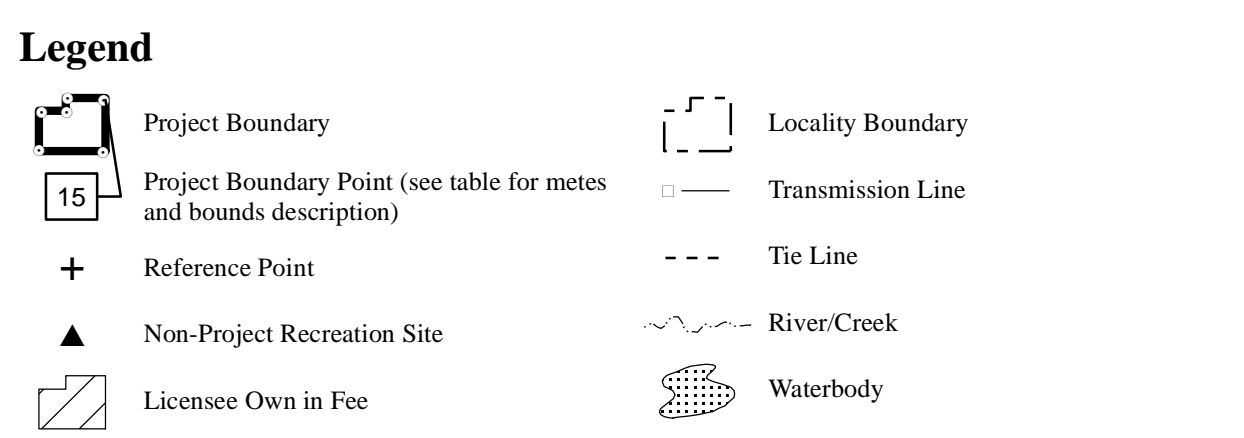 Legend
Project Boundary
15
Project Boundary Point (see table for metes
and bounds description)
Reference Point
Non-Project Recreation Site
Licensee Own in Fee
Locality Boundary
Transmission Line
Tie Line
River/Creek
Waterbody